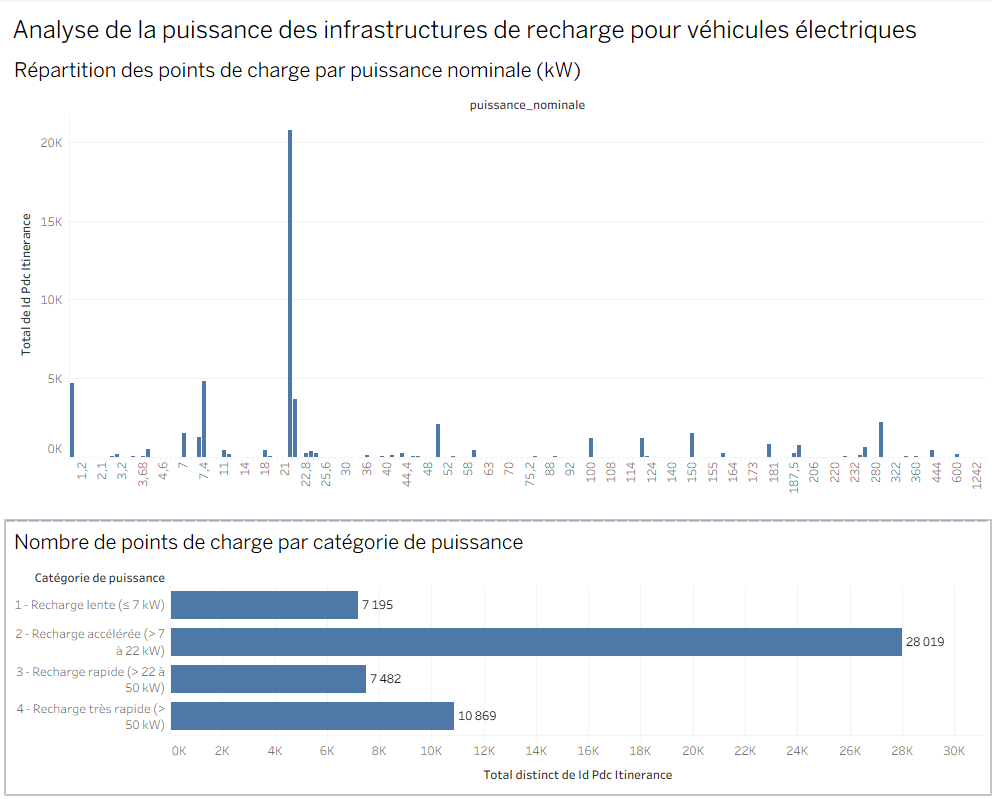 Analyse de la puissance des infrastructures de recharge pour véhicules électriques
Répartition des points de charge par puissance nominale (kW)
puissance_nominale
Total de Id Pdc Itinerance
20K
15K
10K
5K
0K
1,2
2,1
3,2
3,68
4,6
7
7,4
11
14
18
21
22,8
25,6
30
36
40
44,4
48
52
58
63
70
75,2
88
92
100
108
114
124
140
150
155
164
173
181
187,5
206
220
232
280
322
360
444
600
1242
Nombre de points de charge par catégorie de puissance
Catégorie de puissance
1 - Recharge lente (≤ 7 kW)
7 195
2 - Recharge accélérée (> 7
à 22 kW)
28 019
3 - Recharge rapide (> 22 à
50 kW)
7 482
4 - Recharge très rapide (>
50 kW)
10 869
0K 2K 4K 6K 8K 10K 12K 14K 16K 18K 20K 22K 24K 26K 28K 30K
Total distinct de Id Pdc Itinerance